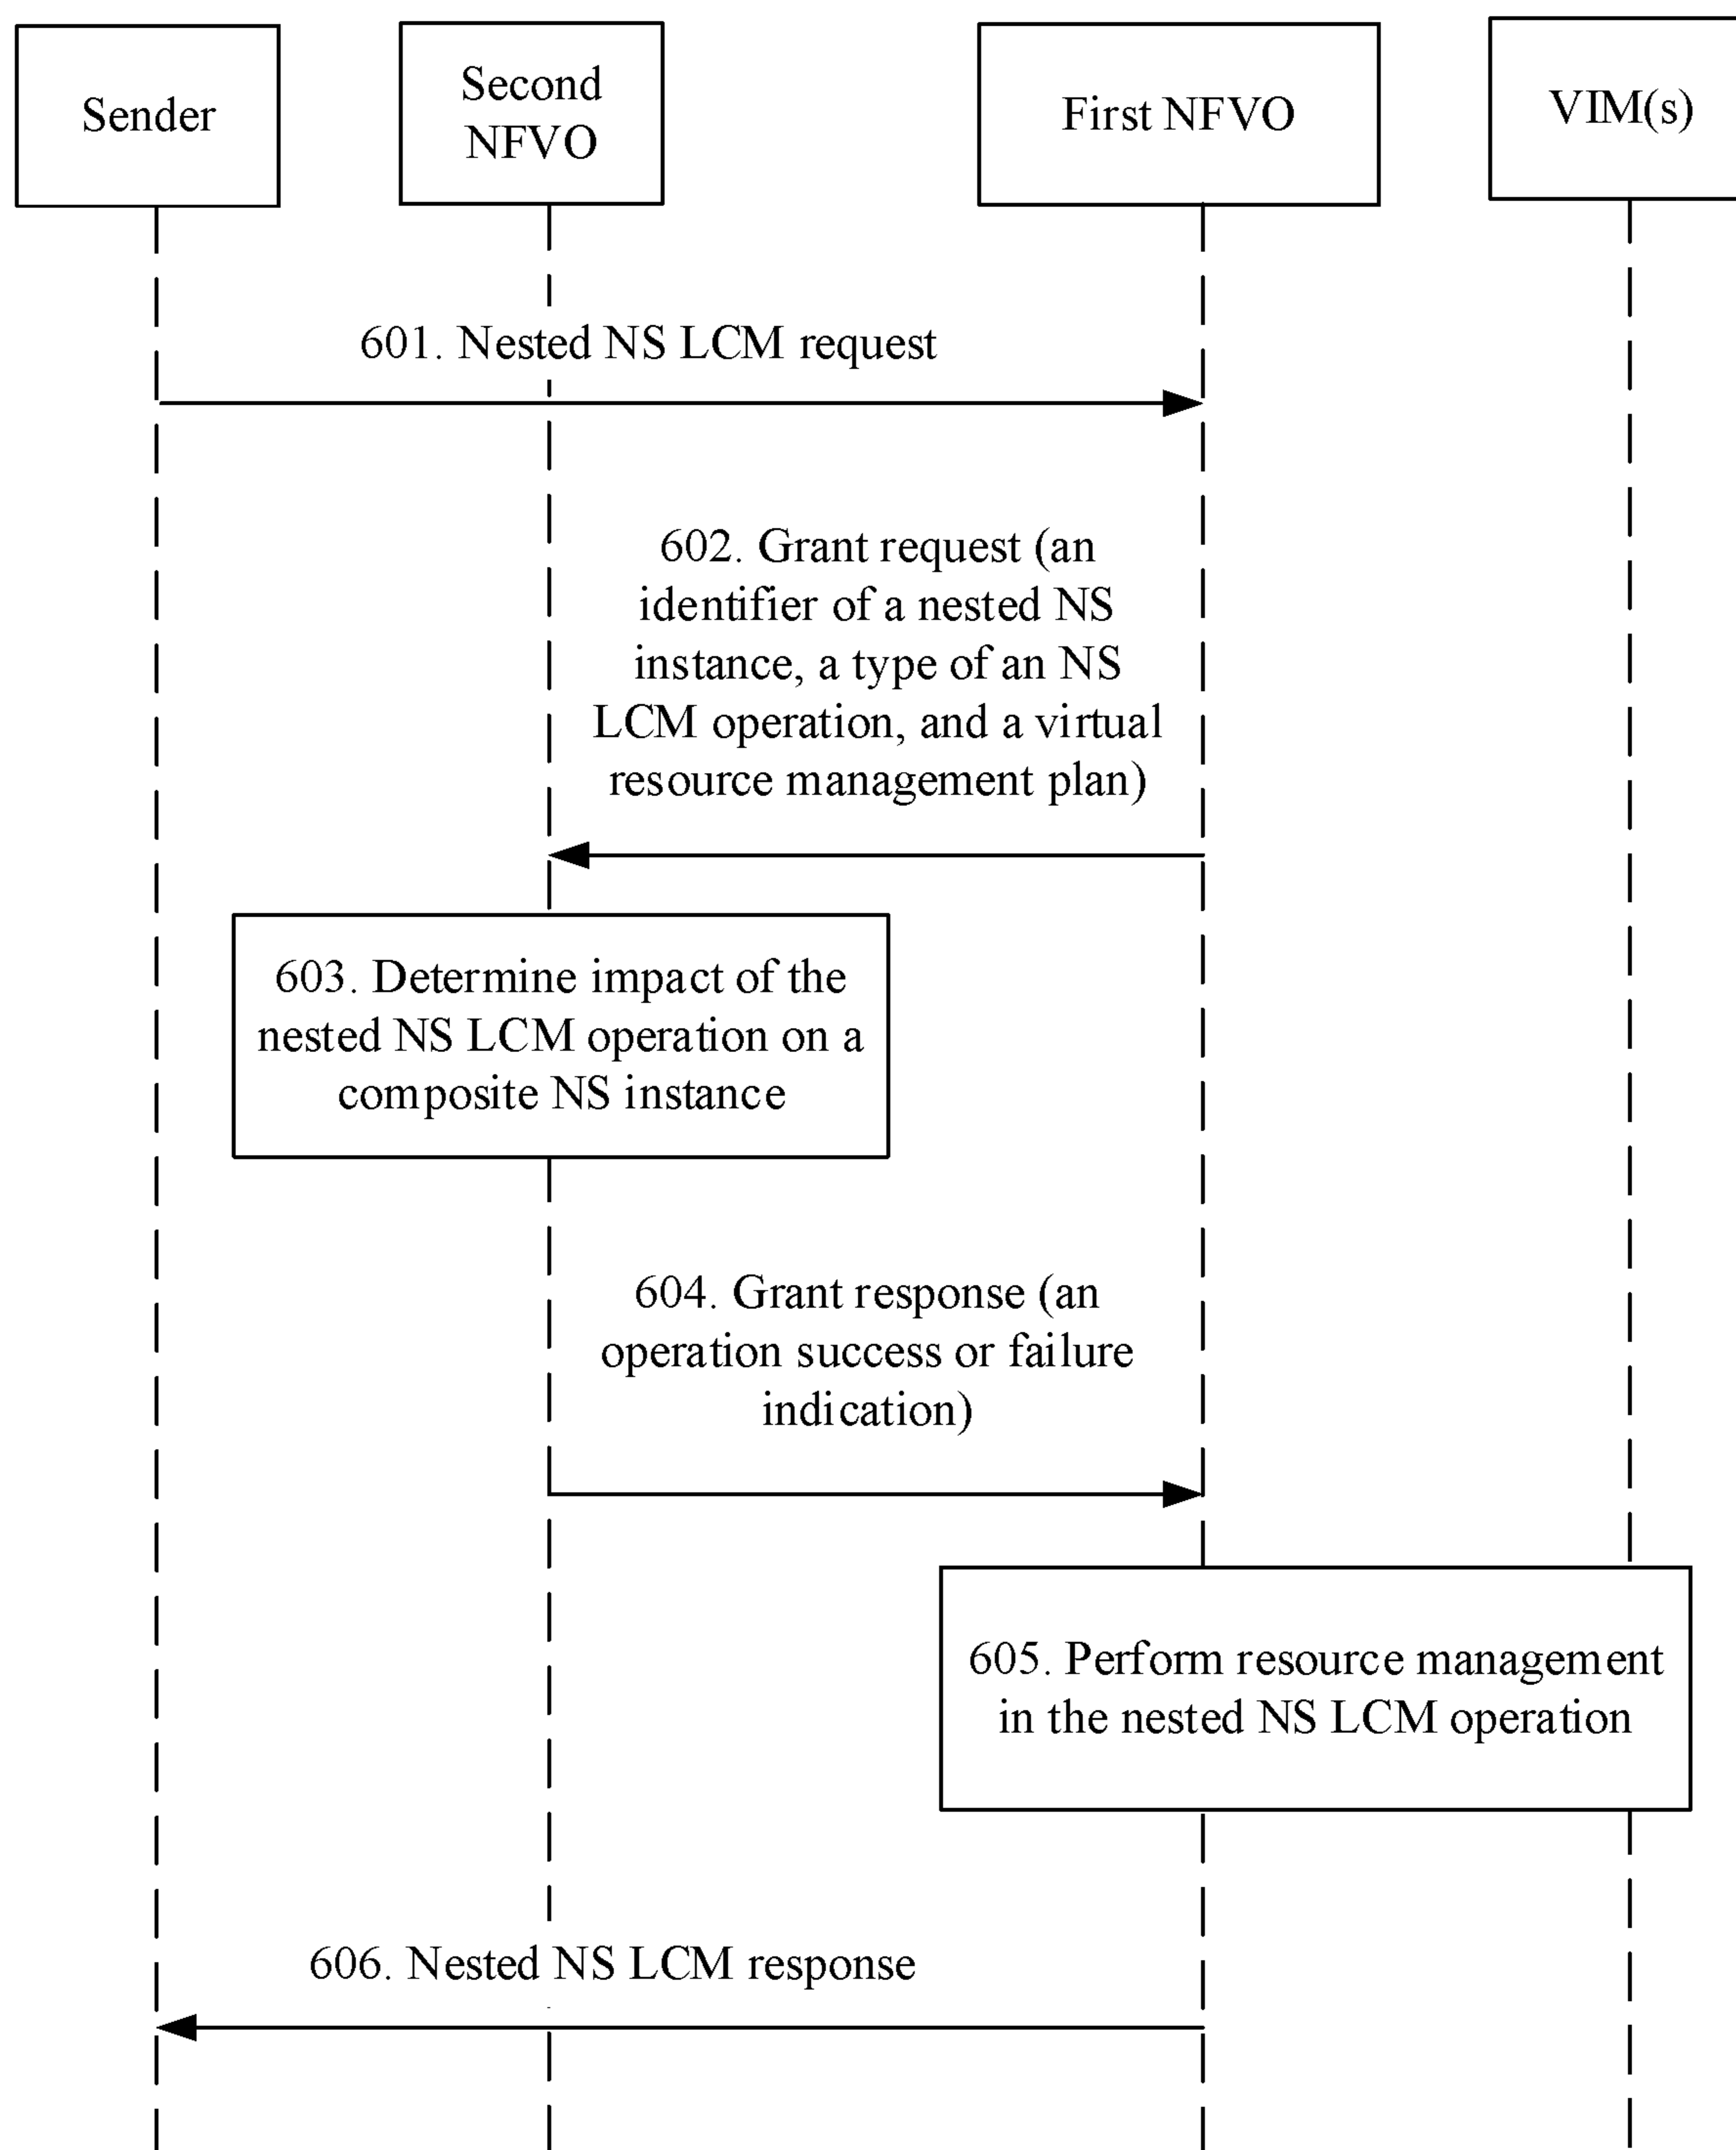 Sender
Second
NFVO
First NFVO
VIM(s)
601. Nested NS LCM request
602. Grant request (an
identifier of a nested NS
instance, a type of an NS
LCM operation, and a virtual
resource management plan)
603. Determine impact of the
nested NS LCM operation on a
composite NS instance
604. Grant response (an
operation success or failure
indication)
605. Perform resource management
in the nested NS LCM operation
606. Nested NS LCM response